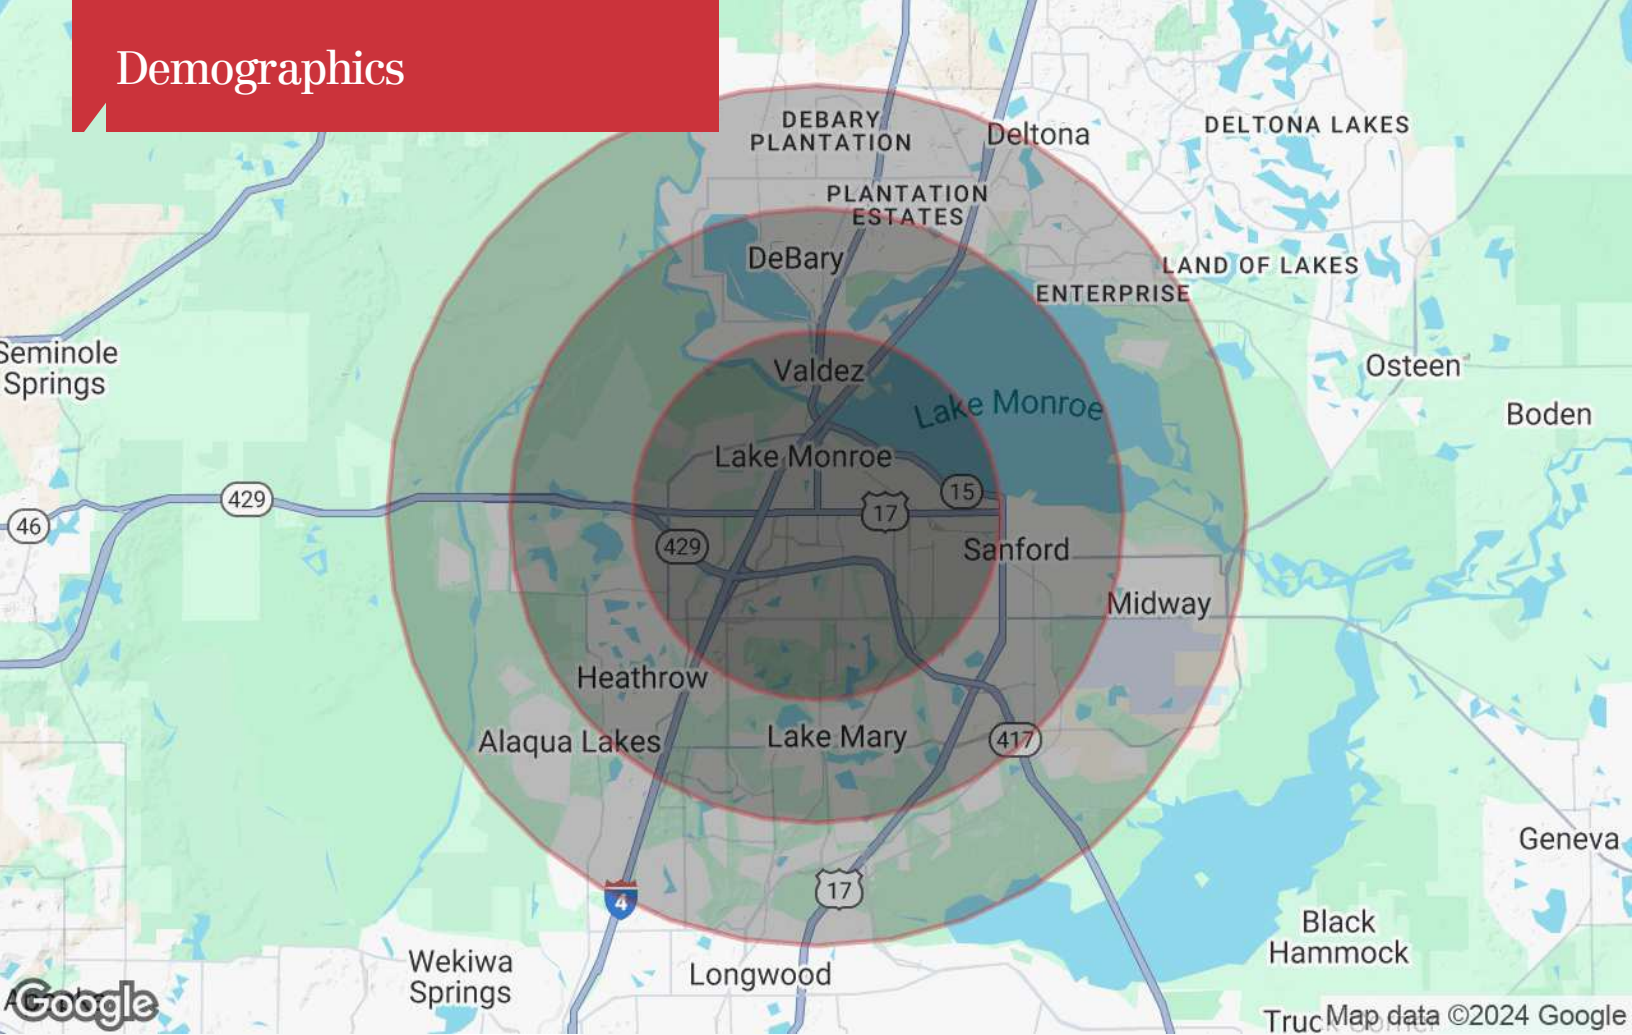 Demographics
DEBARY
PLANTATION
Deltona
DELTONA LAKES
PLANTATION
ESTATES
DeBary
LAND OF LAKES
ENTERPRISE
Seminole
Springs
Valdez
Osteen
Lake Monroe
Boden
Lake Monroe
429
15
46
17
429
Sanford
Midway
Heathrow
Alaqua Lakes
Lake Mary
417
Geneva
17
4
Black
Hammock
Wekiwa
Springs
Longwood
Google
Map data ©2024 Google